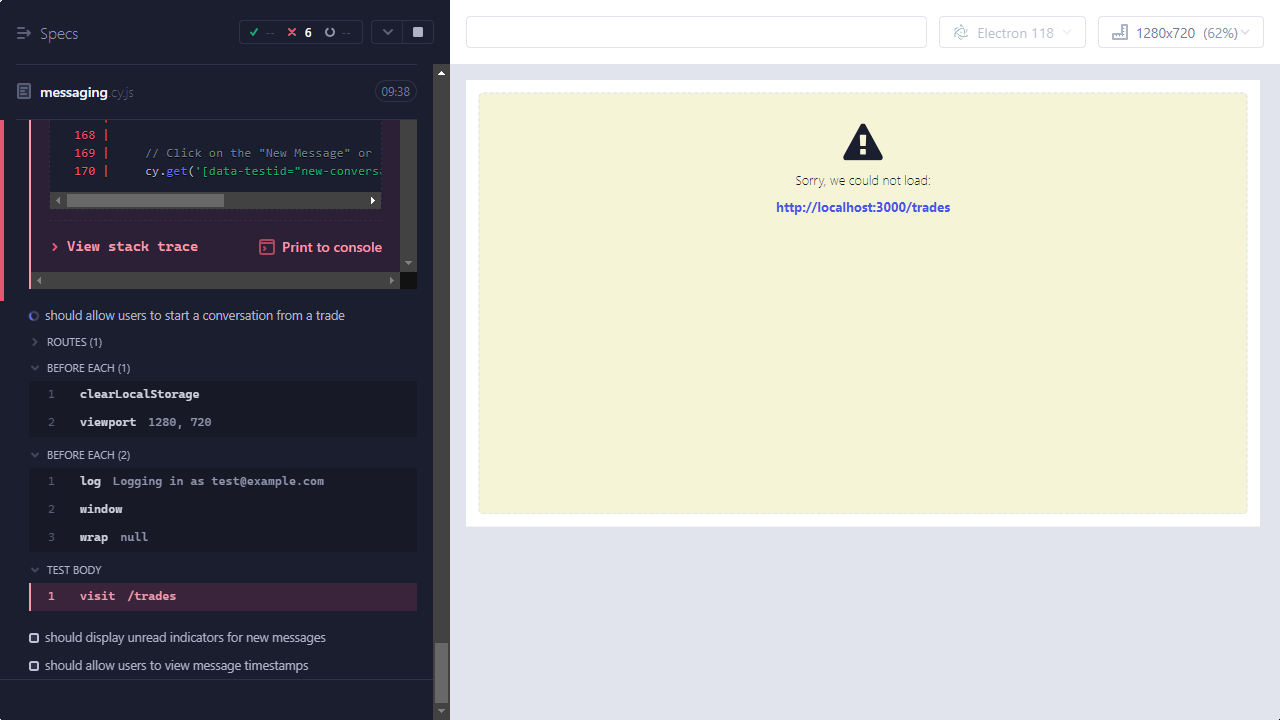 Specs
-- 6 --
Electron 118
1280x720 (62%)
messaging.cy.js
09:38
168 |
169 | // Click on the "New Message" or
170 | cy.get('[data-testid="new-convers
View stack trace
Print to console
should allow users to start a conversation from a trade
ROUTES (1)
BEFORE EACH (1)
1 clearLocalStorage
2 viewport 1280, 720
BEFORE EACH (2)
1 log Logging in as test@example.com
2 window
3 wrap null
TEST BODY
1 visit /trades
should display unread indicators for new messages
should allow users to view message timestamps
Sorry, we could not load:
http://localhost:3000/trades